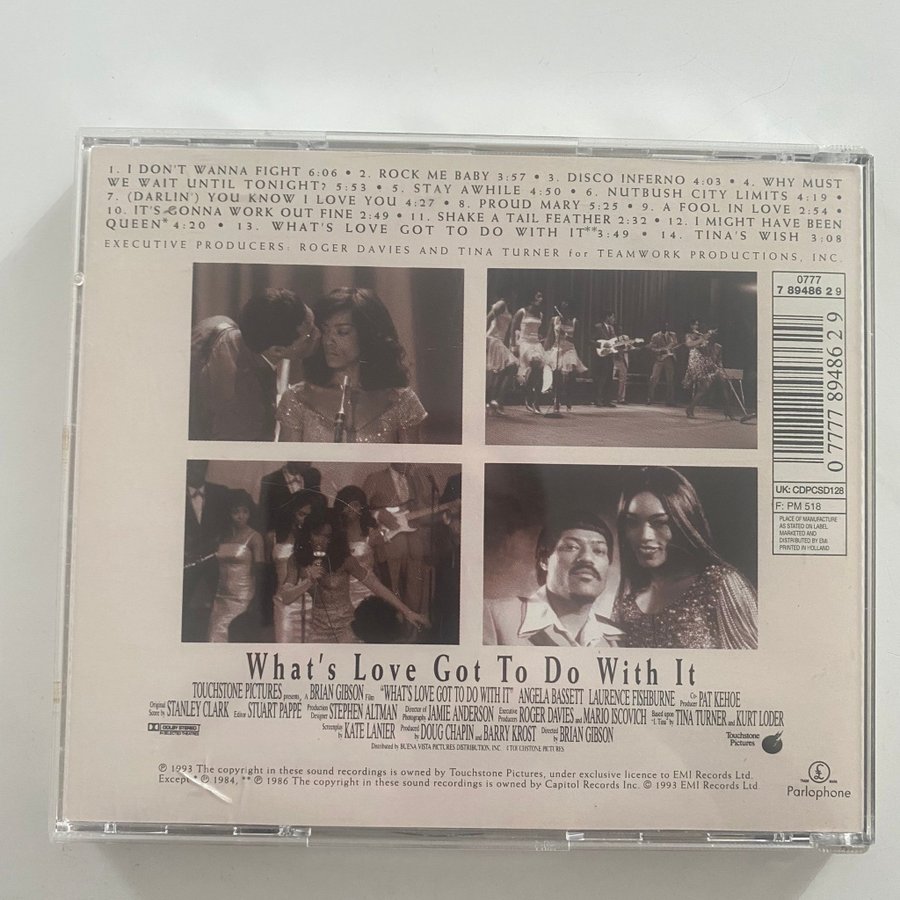 1. I DON'T WANNA FIGHT 6:06 • 2. ROCK ME BABY 3:57 • 3. DISCO INFERNO 4:03 • 4. WHY MUST
WE WAIT UNTIL TONIGHT? 5:53 • 5. STAY AWHILE 4:50 • 6. NUTBUSH CITY LIMITS 4:19 •
7. (DARLIN') YOU KNOW I LOVE YOU 4:27 • 8. PROUD MARY 5:25 • 9. A FOOL IN LOVE 2:54 •
10. IT'S GONNA WORK OUT FINE 2:49 • 11. SHAKE A TAIL FEATHER 2:32 • 12. I MIGHT HAVE BEEN
QUEEN* 4:20 • 13. WHAT'S LOVE GOT TO DO WITH IT** 3:49 • 14. TINA'S WISH 3:08
EXECUTIVE PRODUCERS: ROGER DAVIES AND TINA TURNER for TEAMWORK PRODUCTIONS, INC.
0777
7 89486 2 9
0 7777 89486 2 9
UK: CDPCSD128
F: PM 518
PLACE OF MANUFACTURE
AS STATED ON LABEL
MARKETED AND
DISTRIBUTED BY EMI
PRINTED IN HOLLAND
What's Love Got To Do With It
TOUCHSTONE PICTURES presents A BRIAN GIBSON Film "WHAT'S LOVE GOT TO DO WITH IT" ANGELA BASSETT LAURENCE FISHBURNE Co-Producer PAT KEHOE
Original Score by STANLEY CLARK Editor STUART PAPPÉ Production Designer STEPHEN ALTMAN Director of Photography JAMIE ANDERSON Executive Producers ROGER DAVIES and MARIO ISCOVICH Based upon "I, Tina" by TINA TURNER and KURT LODER
DOLBY STEREO
IN SELECTED THEATRES
Screenplay by KATE LANIER Produced by DOUG CHAPIN and BARRY KROST Directed by BRIAN GIBSON
Distributed by BUENA VISTA PICTURES DISTRIBUTION, INC. © TOUCHSTONE PICTURES
Touchstone
Pictures
℗ 1993 The copyright in these sound recordings is owned by Touchstone Pictures, under exclusive licence to EMI Records Ltd.
Except * ℗ 1984, ** ℗ 1986 The copyright in these sound recordings is owned by Capitol Records Inc. © 1993 EMI Records Ltd
£
TRADE MARK
Parlophone